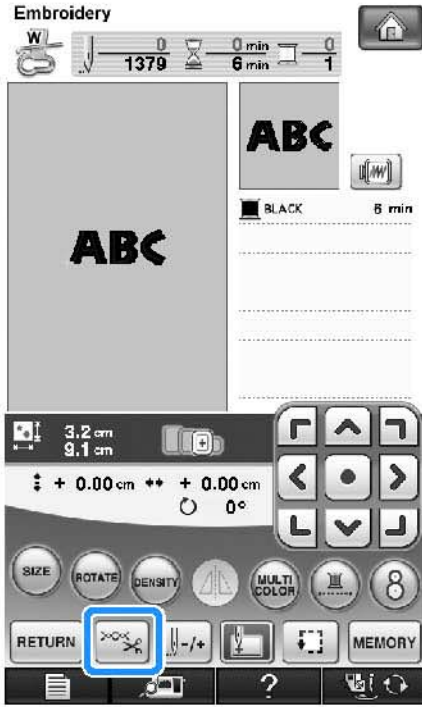 Embroidery
W
0 0 min 0
1379 6 min 1
ABC
BLACK 6 min
ABC
3.2 cm
9.1 cm
+ 0.00 cm + 0.00 cm
0°
SIZE ROTATE DENSITY MULTI COLOR 8
RETURN -/+ MEMORY
?